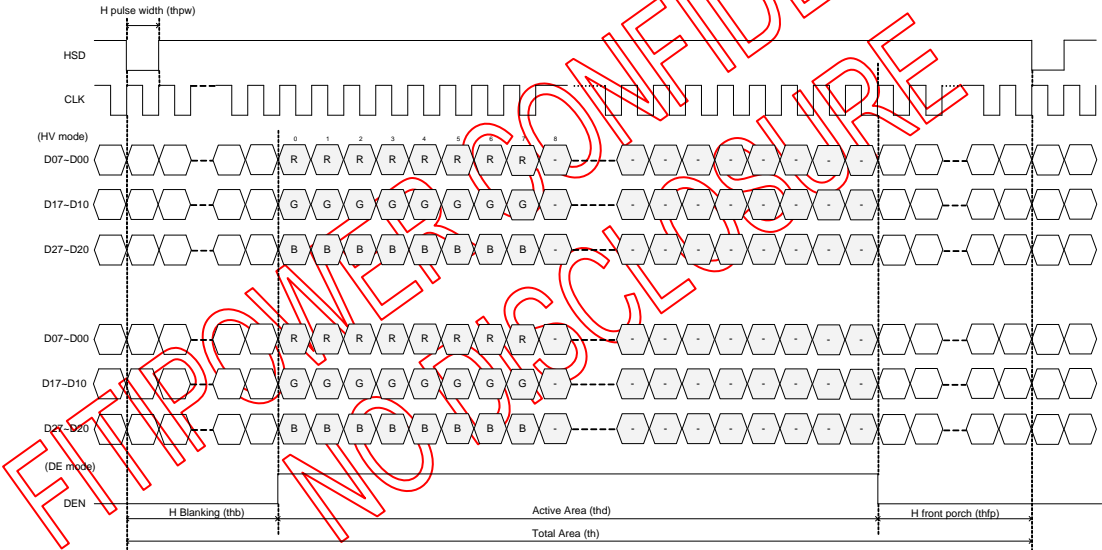 H pulse width (thpw)
HSD
CLK
(HV mode)
0 1 2 3 4 5 6 7 8
D07~D00 R R R R R R R R - - - - - - - - -
D17~D10 G G G G G G G G - - - - - - - - -
D27~D20 B B B B B B B B - - - - - - - - -
D07~D00 R R R R R R R R - - - - - - - - -
D17~D10 G G G G G G G G - - - - - - - - -
D27~D20 B B B B B B B B - - - - - - - - -
(DE mode)
DEN
H Blanking (thb) Active Area (thd) H front porch (thfp)
Total Area (th)
FITIPOWER CONFIDE
NO DISCLOSURE